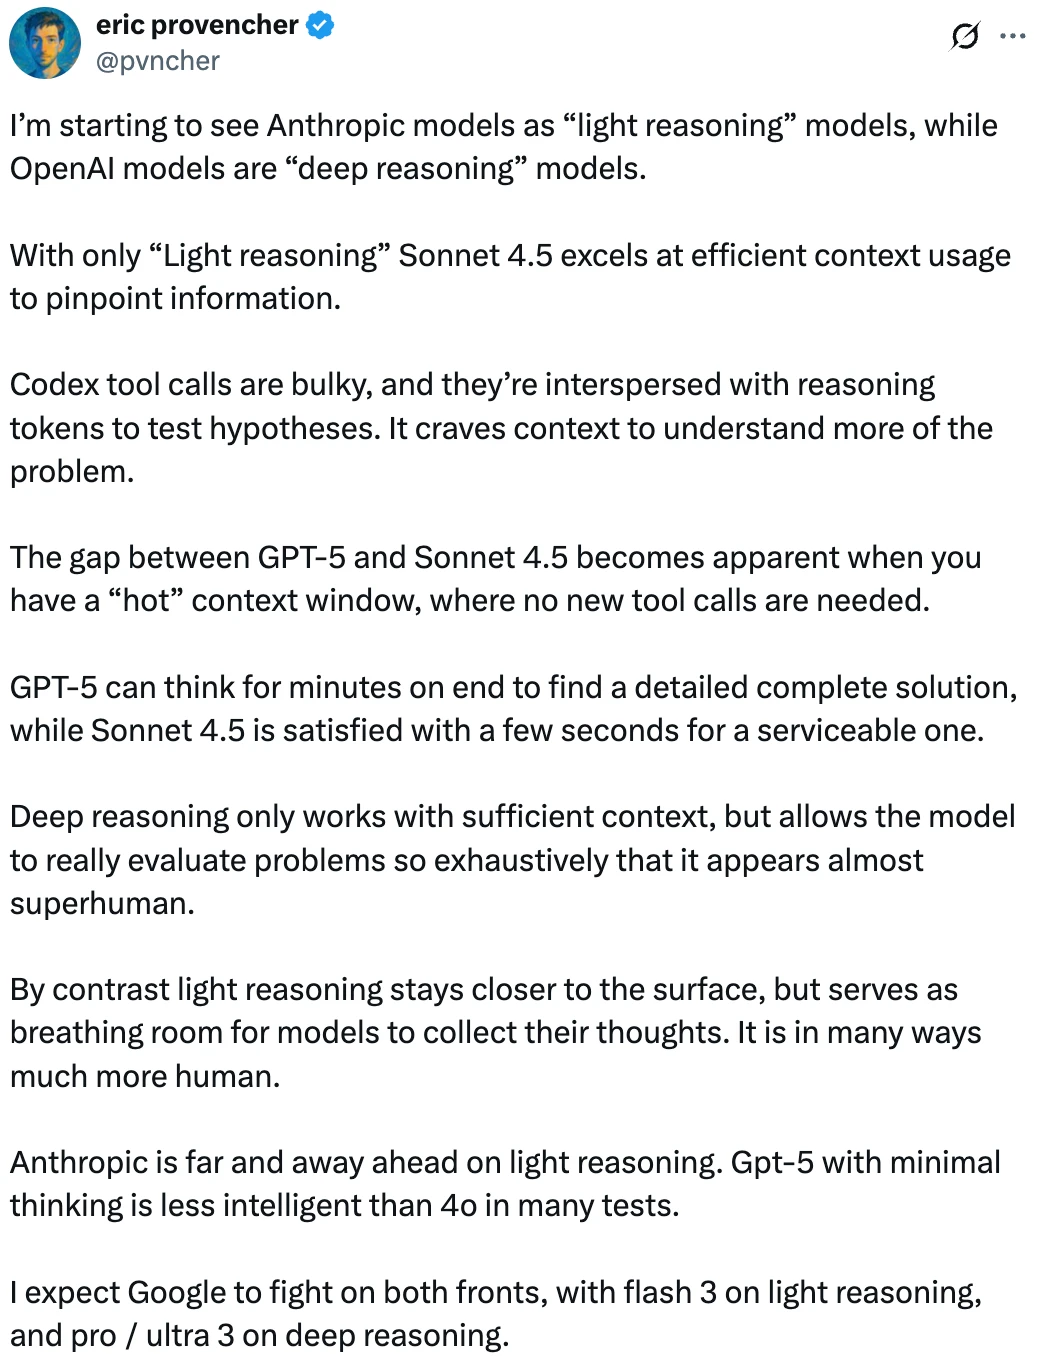 eric provencher
@pvncher
I’m starting to see Anthropic models as “light reasoning” models, while
OpenAI models are “deep reasoning” models.
With only “Light reasoning” Sonnet 4.5 excels at efficient context usage
to pinpoint information.
Codex tool calls are bulky, and they’re interspersed with reasoning
tokens to test hypotheses. It craves context to understand more of the
problem.
The gap between GPT-5 and Sonnet 4.5 becomes apparent when you
have a “hot” context window, where no new tool calls are needed.
GPT-5 can think for minutes on end to find a detailed complete solution,
while Sonnet 4.5 is satisfied with a few seconds for a serviceable one.
Deep reasoning only works with sufficient context, but allows the model
to really evaluate problems so exhaustively that it appears almost
superhuman.
By contrast light reasoning stays closer to the surface, but serves as
breathing room for models to collect their thoughts. It is in many ways
much more human.
Anthropic is far and away ahead on light reasoning. Gpt-5 with minimal
thinking is less intelligent than 4o in many tests.
I expect Google to fight on both fronts, with flash 3 on light reasoning,
and pro / ultra 3 on deep reasoning.